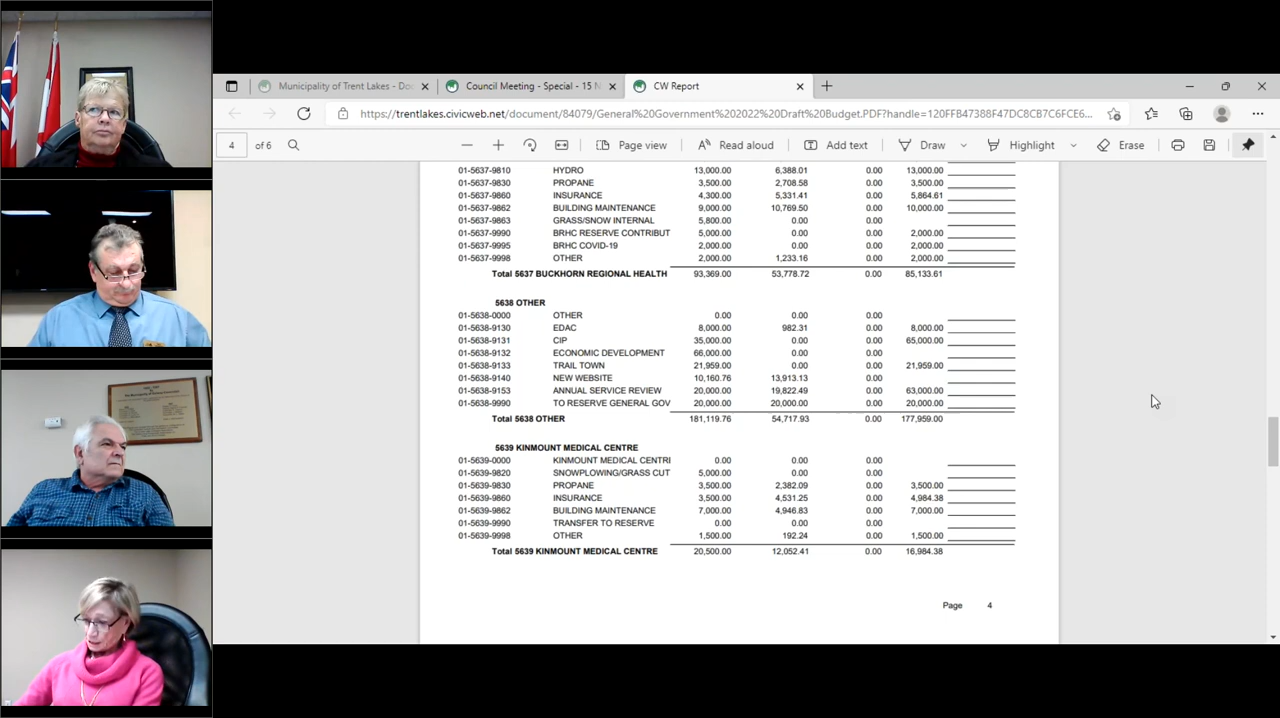 Municipality of Trent Lakes - Doc
Council Meeting - Special - 15 N
CW Report
https://trentlakes.civicweb.net/document/84079/General%20Government%202022%20Draft%20Budget.PDF?handle=120FFB47388F47DC8CB7C6FCE6...
4 of 6 Page view Read aloud Add text Draw Highlight Erase
01-5637-9810 HYDRO 13,000.00 6,388.01 0.00 13,000.00
01-5637-9830 PROPANE 3,500.00 2,708.58 0.00 3,500.00
01-5637-9860 INSURANCE 4,300.00 5,331.41 0.00 5,864.61
01-5637-9862 BUILDING MAINTENANCE 9,000.00 10,769.50 0.00 10,000.00
01-5637-9863 GRASS/SNOW INTERNAL 5,800.00 0.00 0.00
01-5637-9990 BRHC RESERVE CONTRIBUT 5,000.00 0.00 0.00 2,000.00
01-5637-9995 BRHC COVID-19 2,000.00 0.00 0.00 2,000.00
01-5637-9998 OTHER 2,000.00 1,233.16 0.00 2,000.00
Total 5637 BUCKHORN REGIONAL HEALTH 93,369.00 53,778.72 0.00 85,133.61
5638 OTHER
01-5638-0000 OTHER 0.00 0.00 0.00
01-5638-9130 EDAC 8,000.00 982.31 0.00 8,000.00
01-5638-9131 CIP 35,000.00 0.00 0.00 65,000.00
01-5638-9132 ECONOMIC DEVELOPMENT 66,000.00 0.00 0.00
01-5638-9133 TRAIL TOWN 21,959.00 0.00 0.00 21,959.00
01-5638-9140 NEW WEBSITE 10,160.76 13,913.13 0.00
01-5638-9153 ANNUAL SERVICE REVIEW 20,000.00 19,822.49 0.00 63,000.00
01-5638-9990 TO RESERVE GENERAL GOV 20,000.00 20,000.00 0.00 20,000.00
Total 5638 OTHER 181,119.76 54,717.93 0.00 177,959.00
5639 KINMOUNT MEDICAL CENTRE
01-5639-0000 KINMOUNT MEDICAL CENTRI 0.00 0.00 0.00
01-5639-9820 SNOWPLOWING/GRASS CUT 5,000.00 0.00 0.00
01-5639-9830 PROPANE 3,500.00 2,382.09 0.00 3,500.00
01-5639-9860 INSURANCE 3,500.00 4,531.25 0.00 4,984.38
01-5639-9862 BUILDING MAINTENANCE 7,000.00 4,946.83 0.00 7,000.00
01-5639-9990 TRANSFER TO RESERVE 0.00 0.00 0.00
01-5639-9998 OTHER 1,500.00 192.24 0.00 1,500.00
Total 5639 KINMOUNT MEDICAL CENTRE 20,500.00 12,052.41 0.00 16,984.38
Page 4